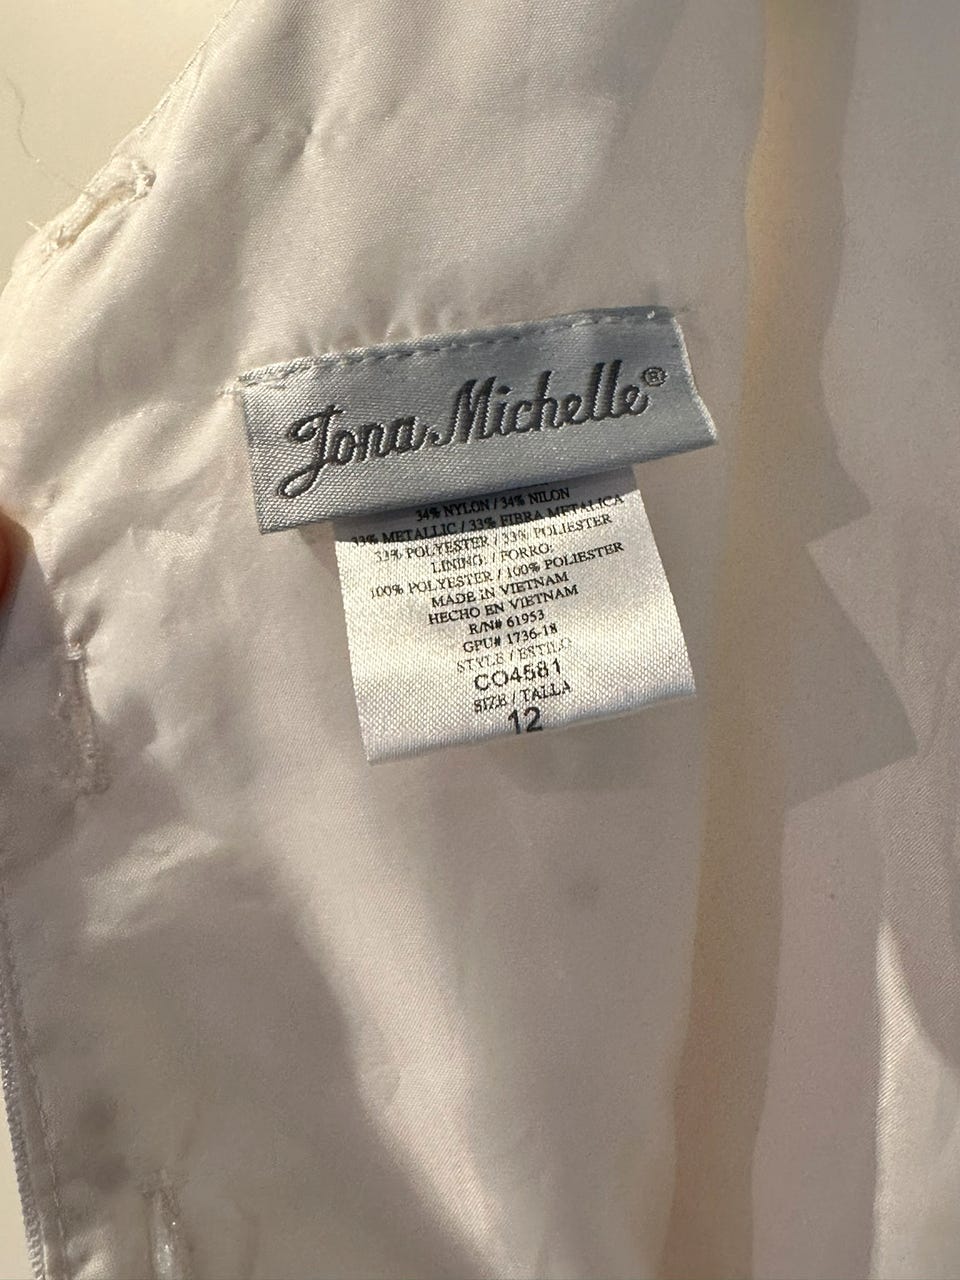 Jona Michelle®
34% NYLON / 34% NILON
33% METALLIC / 33% FIBRA METALICA
33% POLYESTER / 33% POLIESTER
LINING: / FORRO:
100% POLYESTER / 100% POLIESTER
MADE IN VIETNAM
HECHO EN VIETNAM
R/N# 61953
GPU# 1736-18
STYLE / ESTILO
CO4581
SIZE / TALLA
12